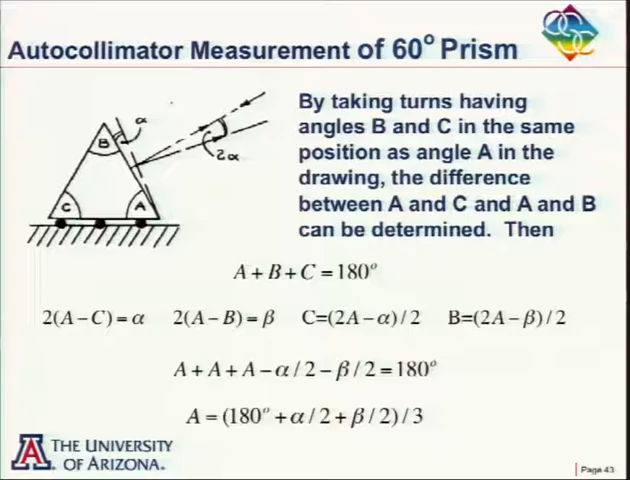 Autocollimator Measurement of 60° Prism
α
B
2α
C
A
By taking turns having
angles B and C in the same
position as angle A in the
drawing, the difference
between A and C and A and B
can be determined. Then
A + B + C = 180°
2(A − C) = α 2(A − B) = β C=(2A − α) / 2 B=(2A − β) / 2
A + A + A − α / 2 − β / 2 = 180°
A = (180° + α / 2 + β / 2) / 3
A
THE UNIVERSITY
OF ARIZONA.
Page 43